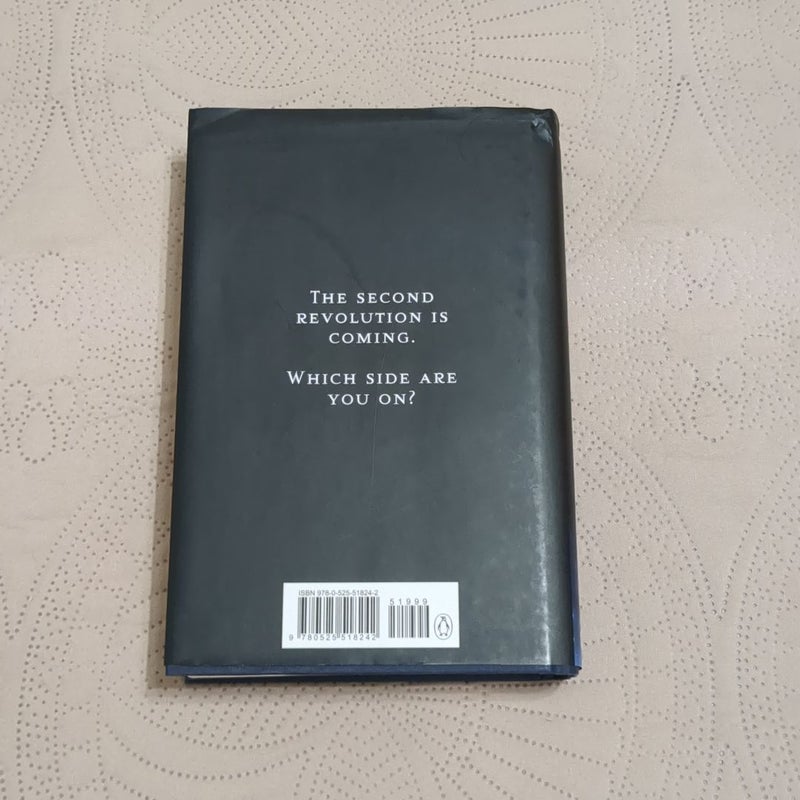 THE SECOND
REVOLUTION IS
COMING.
WHICH SIDE ARE
YOU ON?
ISBN 978-0-525-51824-2
51999
9 780525 518242